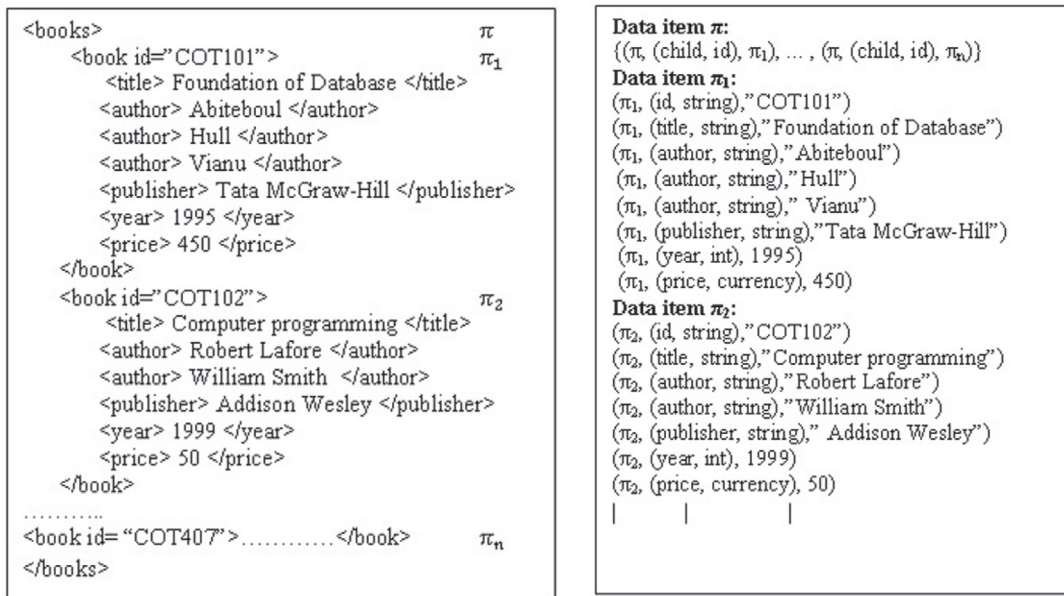 <books> π
<book id=”COT101”> π1
<title> Foundation of Database </title>
<author> Abiteboul </author>
<author> Hull </author>
<author> Vianu </author>
<publisher> Tata McGraw-Hill </publisher>
<year> 1995 </year>
<price> 450 </price>
</book>
<book id=”COT102”> π2
<title> Computer programming </title>
<author> Robert Lafore </author>
<author> William Smith </author>
<publisher> Addison Wesley </publisher>
<year> 1999 </year>
<price> 50 </price>
</book>
………..
<book id= “COT407”>…………</book> πn
</books>
Data item π:
{(π, (child, id), π1), … , (π, (child, id), πn)}
Data item π1:
(π1, (id, string),”COT101”)
(π1, (title, string),”Foundation of Database”)
(π1, (author, string),”Abiteboul”)
(π1, (author, string),”Hull”)
(π1, (author, string),” Vianu”)
(π1, (publisher, string),”Tata McGraw-Hill”)
(π1, (year, int), 1995)
(π1, (price, currency), 450)
Data item π2:
(π2, (id, string),”COT102”)
(π2, (title, string),”Computer programming”)
(π2, (author, string),”Robert Lafore”)
(π2, (author, string),”William Smith”)
(π2, (publisher, string),” Addison Wesley”)
(π2, (year, int), 1999)
(π2, (price, currency), 50)
| | |